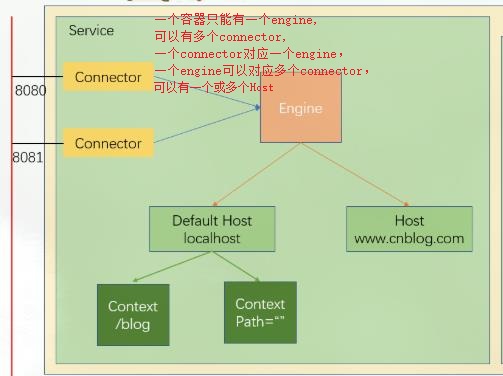 一个容器只能有一个engine,
可以有多个connector,
一个connector对应一个engine，
一个engine可以对应多个connector，
可以有一个或多个Host
Service
Connector
8080
Engine
Connector
8081
Default Host
localhost
Host
www.cnblog.com
Context
/blog
Context
Path=“”